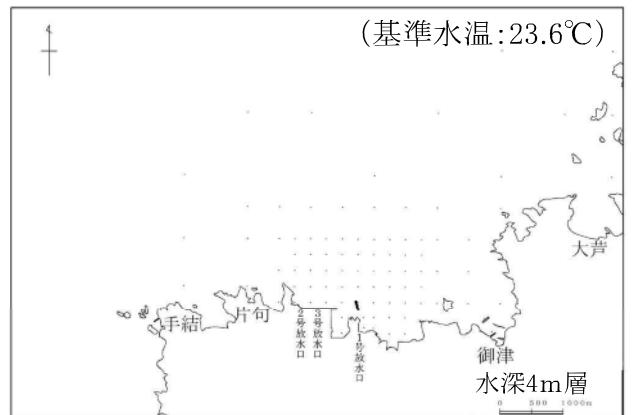 (基準水温:23.6℃)
大芦
手結
片句
2号放水口
3号放水口
1号放水口
御津
水深4m層
0 500 1000m